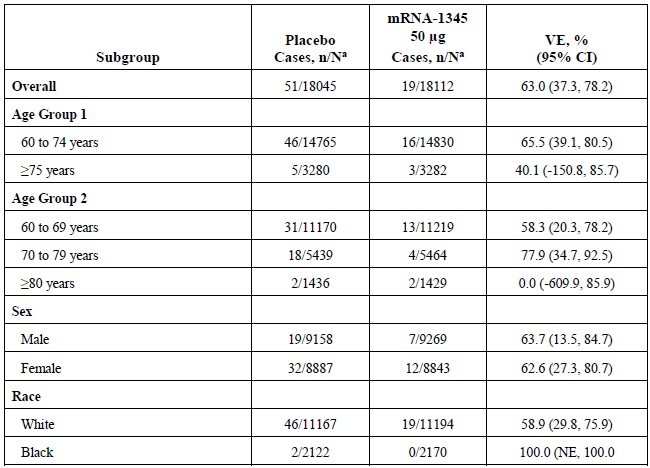 Subgroup Placebo Cases, n/Nᵃ mRNA-1345 50 µg Cases, n/Nᵃ VE, % (95% CI)
Overall 51/18045 19/18112 63.0 (37.3, 78.2)
Age Group 1
60 to 74 years 46/14765 16/14830 65.5 (39.1, 80.5)
≥75 years 5/3280 3/3282 40.1 (-150.8, 85.7)
Age Group 2
60 to 69 years 31/11170 13/11219 58.3 (20.3, 78.2)
70 to 79 years 18/5439 4/5464 77.9 (34.7, 92.5)
≥80 years 2/1436 2/1429 0.0 (-609.9, 85.9)
Sex
Male 19/9158 7/9269 63.7 (13.5, 84.7)
Female 32/8887 12/8843 62.6 (27.3, 80.7)
Race
White 46/11167 19/11194 58.9 (29.8, 75.9)
Black 2/2122 0/2170 100.0 (NE, 100.0